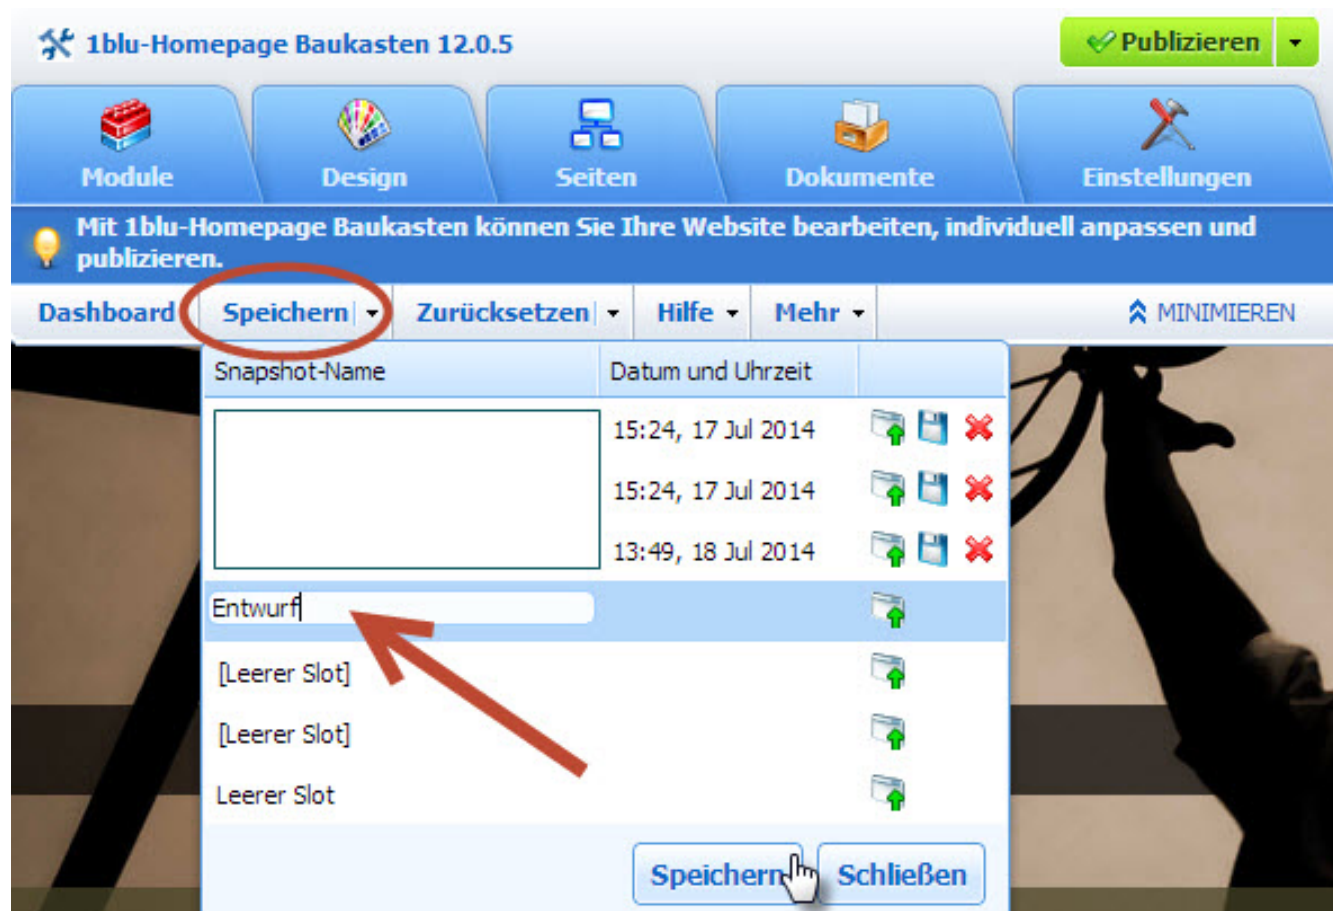 1blu-Homepage Baukasten 12.0.5
Publizieren
Module Design Seiten Dokumente Einstellungen
Mit 1blu-Homepage Baukasten können Sie Ihre Website bearbeiten, individuell anpassen und
publizieren.
Dashboard Speichern Zurücksetzen Hilfe Mehr MINIMIEREN
Snapshot-Name Datum und Uhrzeit
15:24, 17 Jul 2014
15:24, 17 Jul 2014
13:49, 18 Jul 2014
Entwurf
[Leerer Slot]
[Leerer Slot]
Leerer Slot
Speichern Schließen